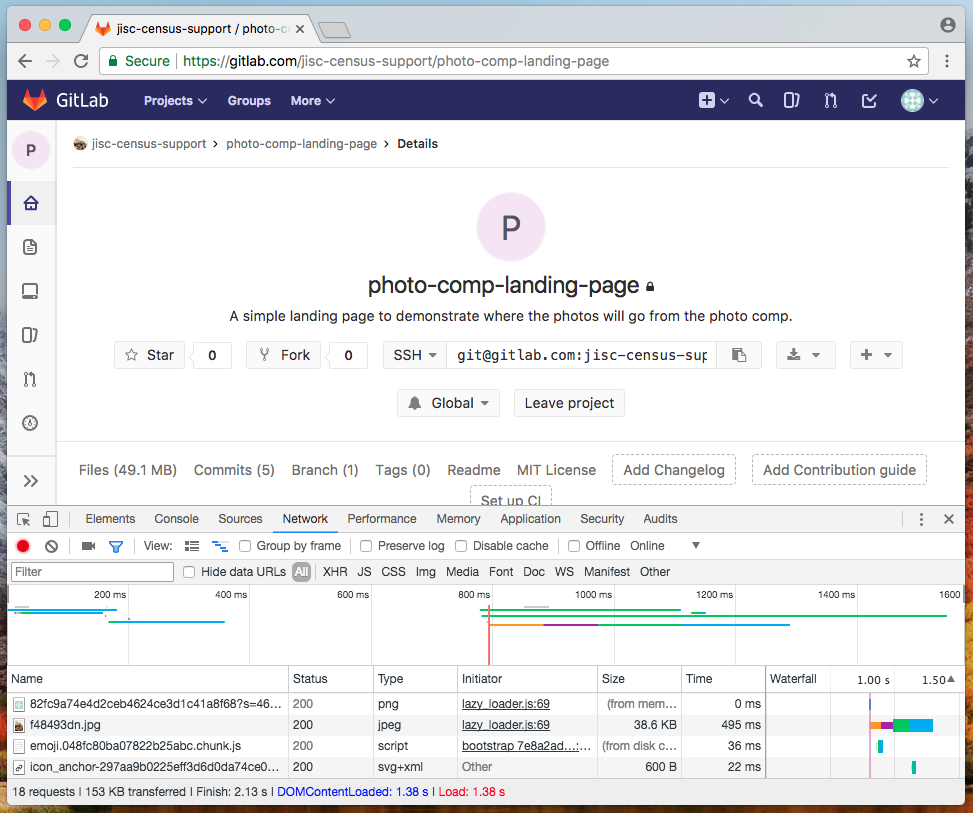 jisc-census-support / photo-c
Secure https://gitlab.com/jisc-census-support/photo-comp-landing-page
GitLab Projects Groups More
P jisc-census-support › photo-comp-landing-page › Details
P
photo-comp-landing-page
A simple landing page to demonstrate where the photos will go from the photo comp.
Star 0 Fork 0 SSH git@gitlab.com:jisc-census-sup
Global Leave project
Files (49.1 MB) Commits (5) Branch (1) Tags (0) Readme MIT License Add Changelog Add Contribution guide
Set up CI
Elements Console Sources Network Performance Memory Application Security Audits
View: Group by frame Preserve log Disable cache Offline Online
Filter Hide data URLs All XHR JS CSS Img Media Font Doc WS Manifest Other
200 ms 400 ms 600 ms 800 ms 1000 ms 1200 ms 1400 ms 1600
Name Status Type Initiator Size Time Waterfall 1.00 s 1.50
82fc9a74e4d2ceb4624ce3d1c41a8f68?s=46... 200 png lazy_loader.js:69 (from mem... 0 ms
f48493dn.jpg 200 jpeg lazy_loader.js:69 38.6 KB 495 ms
emoji.048fc80ba07822b25abc.chunk.js 200 script bootstrap 7e8a2ad...:... (from disk c... 36 ms
icon_anchor-297aa9b0225eff3d6d0da74ce0... 200 svg+xml Other 600 B 22 ms
18 requests | 153 KB transferred | Finish: 2.13 s | DOMContentLoaded: 1.38 s | Load: 1.38 s